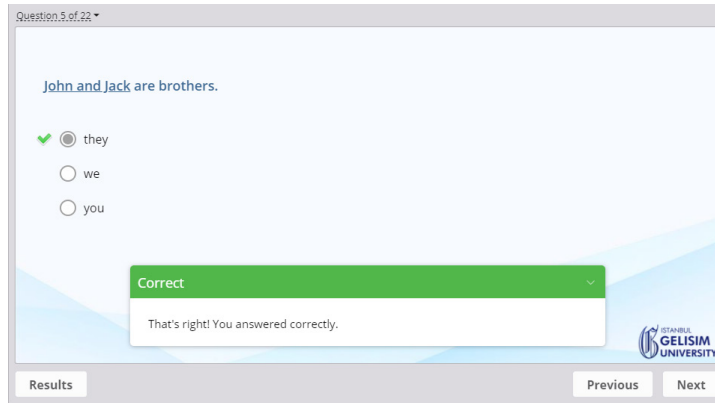 Question 5 of 22
John and Jack are brothers.
they
we
you
Correct
That's right! You answered correctly.
ISTANBUL
GELISIM
UNIVERSITY
Results
Previous
Next